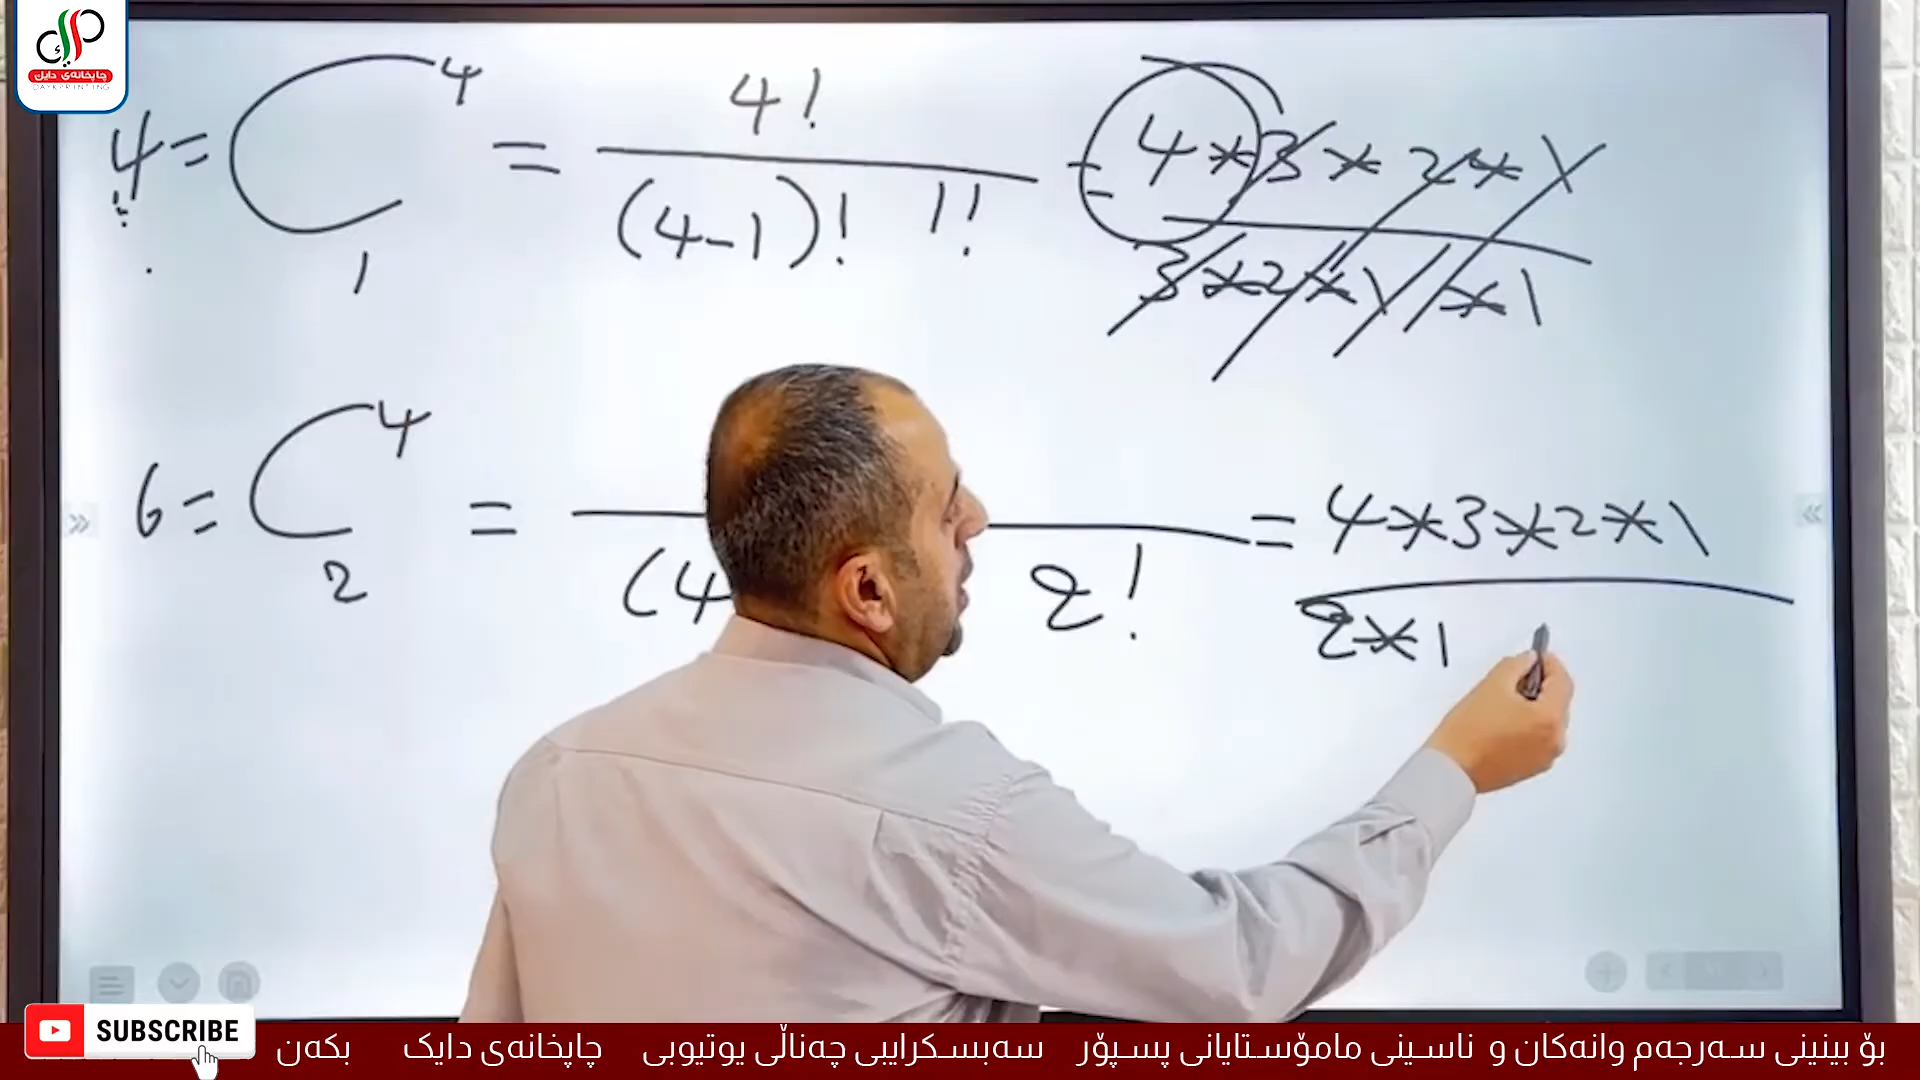 چاپخانەی دایک
DAYKPRINTING
4 = C 4 1 = 4! / (4-1)! 1! = 4*3*2*1 / 3*2*1*1
6 = C 4 2 = (4 2! = 4*3*2*1 / 2*1
SUBSCRIBE
بۆ بینینی سەرجەم وانەکان و ناسینی مامۆستایانی پسپۆر سەبسکرایبی چەناڵی یوتیوبی چاپخانەی دایک بکەن